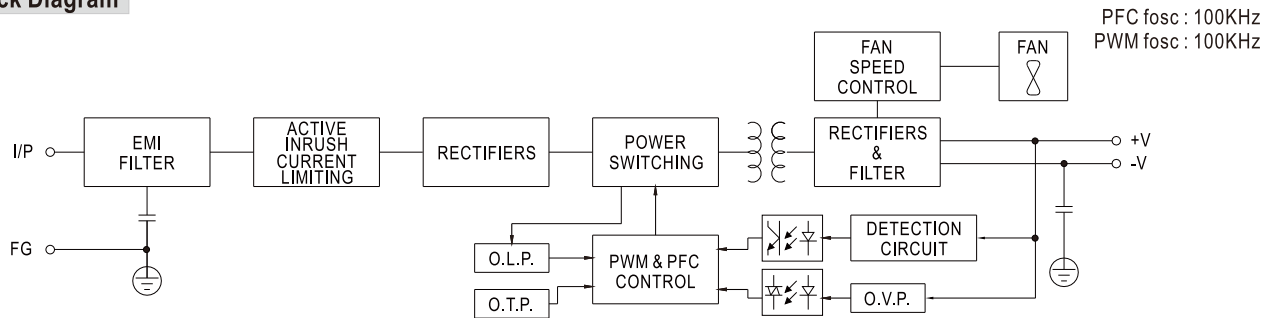 ck Diagram
PFC fosc : 100KHz
PWM fosc : 100KHz
FAN
SPEED
CONTROL
FAN
I/P
EMI
FILTER
ACTIVE
INRUSH
CURRENT
LIMITING
RECTIFIERS
POWER
SWITCHING
RECTIFIERS
&
FILTER
+V
-V
FG
O.L.P.
O.T.P.
PWM & PFC
CONTROL
DETECTION
CIRCUIT
O.V.P.